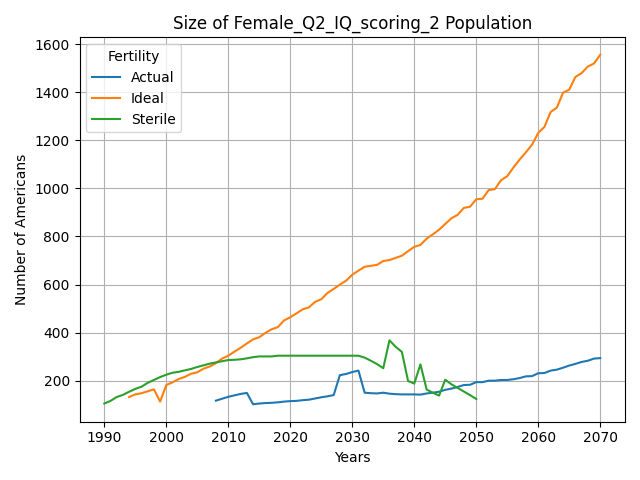 Size of Female_Q2_IQ_scoring_2 Population
Fertility
Actual
Ideal
Sterile
1600
1400
1200
1000
800
600
400
200
Number of Americans
1990 2000 2010 2020 2030 2040 2050 2060 2070
Years